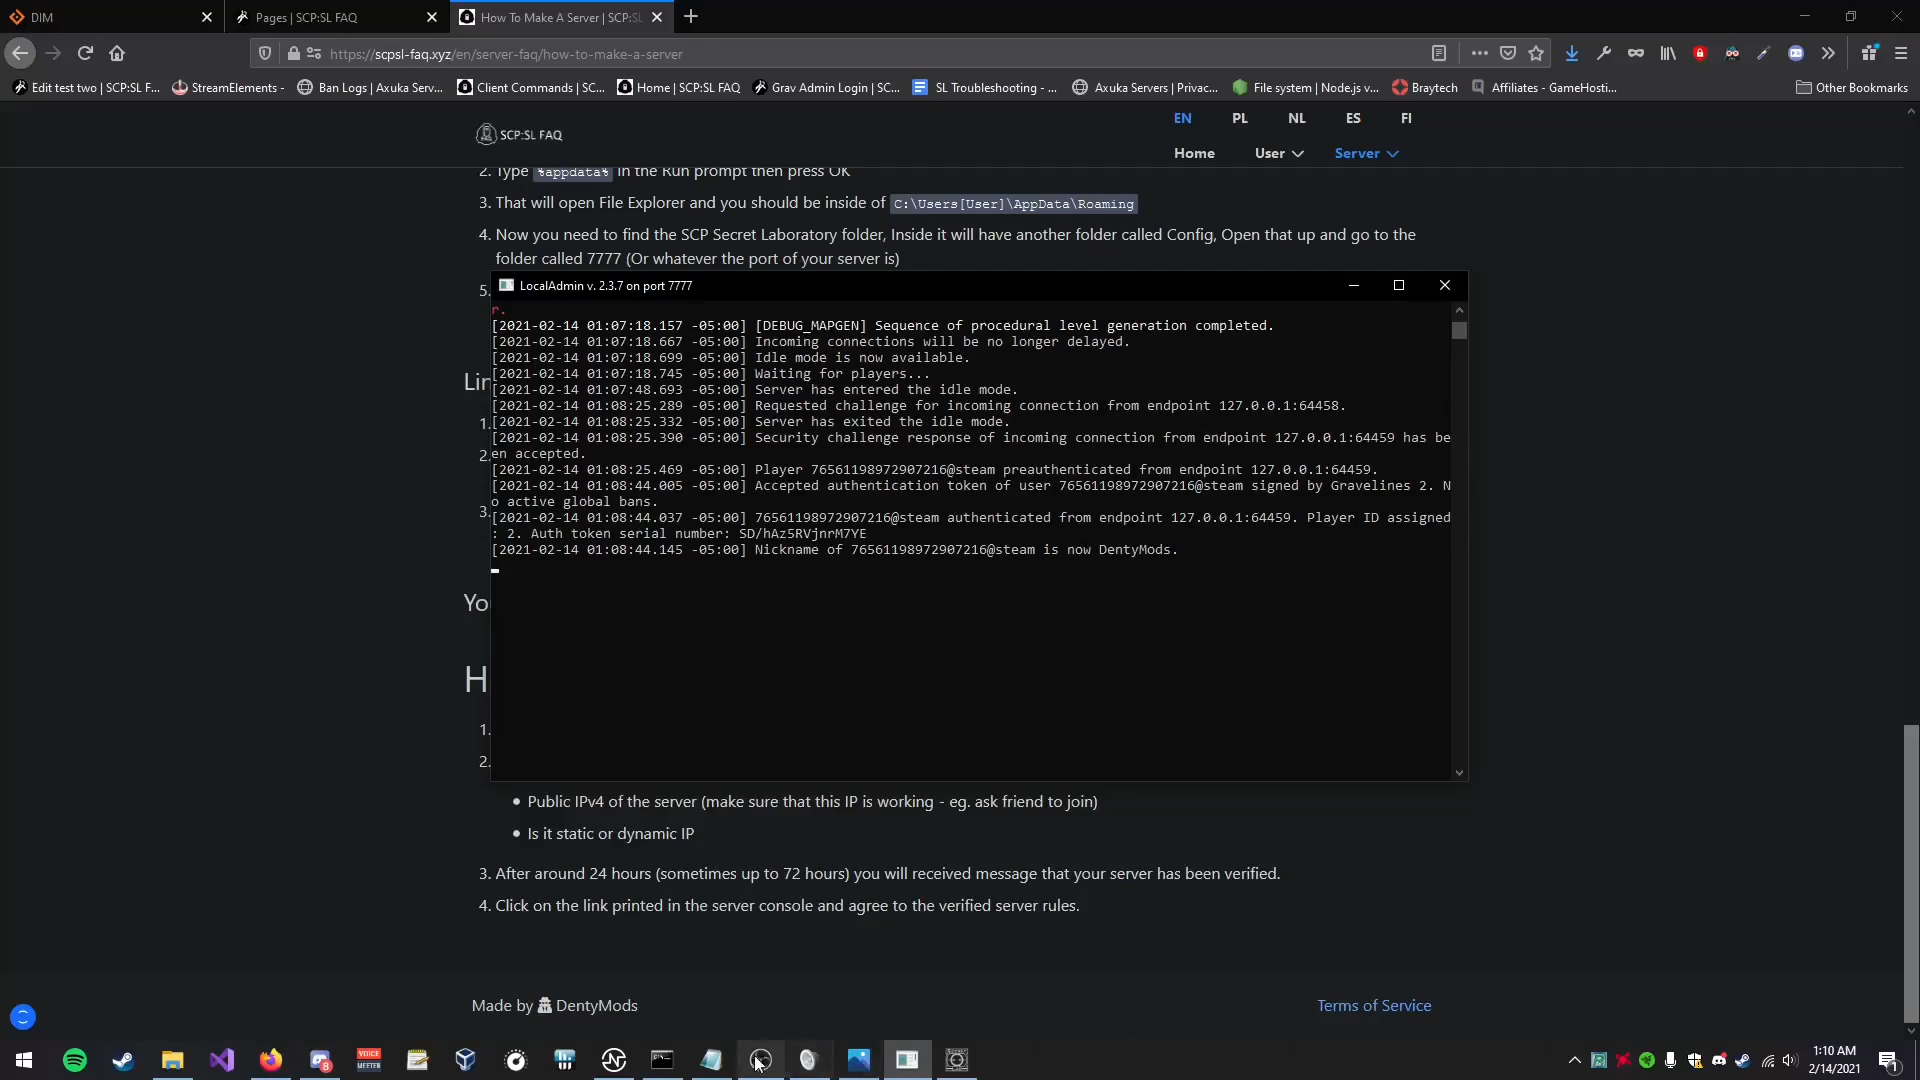 DIM
Pages | SCP:SL FAQ
How To Make A Server | SCP:SL
https://scpsl-faq.xyz/en/server-faq/how-to-make-a-server
Edit test two | SCP:SL F...
StreamElements -
Ban Logs | Axuka Serv...
Client Commands | SC...
Home | SCP:SL FAQ
Grav Admin Login | SC...
SL Troubleshooting - ...
Axuka Servers | Privac...
File system | Node.js v...
Braytech
Affiliates - GameHosti...
Other Bookmarks
SCP:SL FAQ
EN PL NL ES FI
Home User Server
2. Type %appdata% in the Run prompt then press OK
3. That will open File Explorer and you should be inside of C:\Users[User]\AppData\Roaming
4. Now you need to find the SCP Secret Laboratory folder, Inside it will have another folder called Config, Open that up and go to the
folder called 7777 (Or whatever the port of your server is)
5.
LocalAdmin v. 2.3.7 on port 7777
r.
[2021-02-14 01:07:18.157 -05:00] [DEBUG_MAPGEN] Sequence of procedural level generation completed.
[2021-02-14 01:07:18.667 -05:00] Incoming connections will be no longer delayed.
[2021-02-14 01:07:18.699 -05:00] Idle mode is now available.
[2021-02-14 01:07:18.745 -05:00] Waiting for players...
[2021-02-14 01:07:48.693 -05:00] Server has entered the idle mode.
[2021-02-14 01:08:25.289 -05:00] Requested challenge for incoming connection from endpoint 127.0.0.1:64458.
[2021-02-14 01:08:25.332 -05:00] Server has exited the idle mode.
[2021-02-14 01:08:25.390 -05:00] Security challenge response of incoming connection from endpoint 127.0.0.1:64459 has be
en accepted.
[2021-02-14 01:08:25.469 -05:00] Player 76561198972907216@steam preauthenticated from endpoint 127.0.0.1:64459.
[2021-02-14 01:08:44.005 -05:00] Accepted authentication token of user 76561198972907216@steam signed by Gravelines 2. N
o active global bans.
[2021-02-14 01:08:44.037 -05:00] 76561198972907216@steam authenticated from endpoint 127.0.0.1:64459. Player ID assigned
: 2. Auth token serial number: SD/hAz5RVjnrM7YE
[2021-02-14 01:08:44.145 -05:00] Nickname of 76561198972907216@steam is now DentyMods.
Lin
1.
2.
3.
You
H
1.
2.
Public IPv4 of the server (make sure that this IP is working - eg. ask friend to join)
Is it static or dynamic IP
3. After around 24 hours (sometimes up to 72 hours) you will received message that your server has been verified.
4. Click on the link printed in the server console and agree to the verified server rules.
Made by DentyMods
Terms of Service
VOICE
MEETER
8
1:10 AM
2/14/2021
1